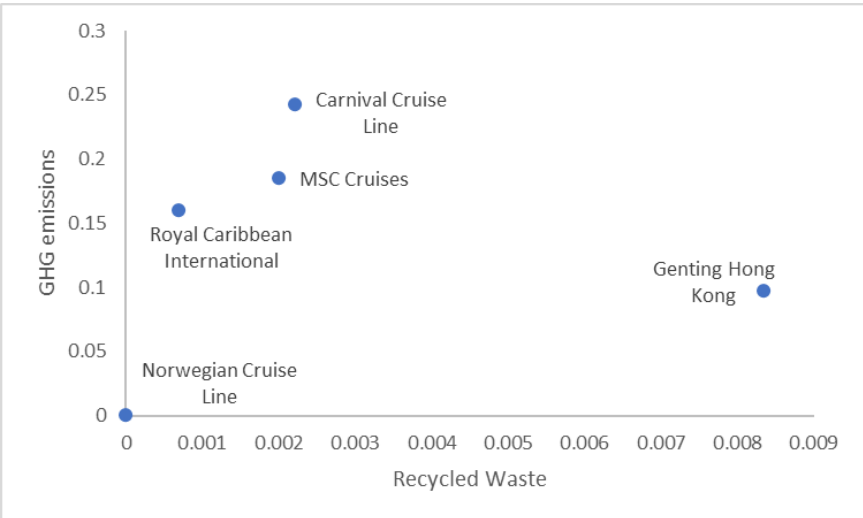 0.3
0.25
0.2
0.15
0.1
0.05
0
GHG emissions
Carnival Cruise
Line
MSC Cruises
Royal Caribbean
International
Genting Hong
Kong
Norwegian Cruise
Line
0 0.001 0.002 0.003 0.004 0.005 0.006 0.007 0.008 0.009
Recycled Waste